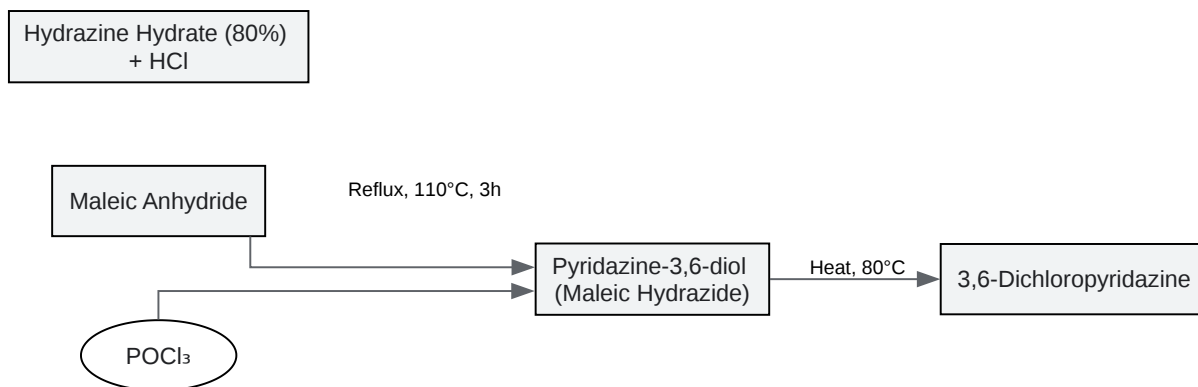 Hydrazine Hydrate (80%)
+ HCl
Maleic Anhydride
Reflux, 110°C, 3h
Pyridazine-3,6-diol
(Maleic Hydrazide)
Heat, 80°C
3,6-Dichloropyridazine
POCl₃